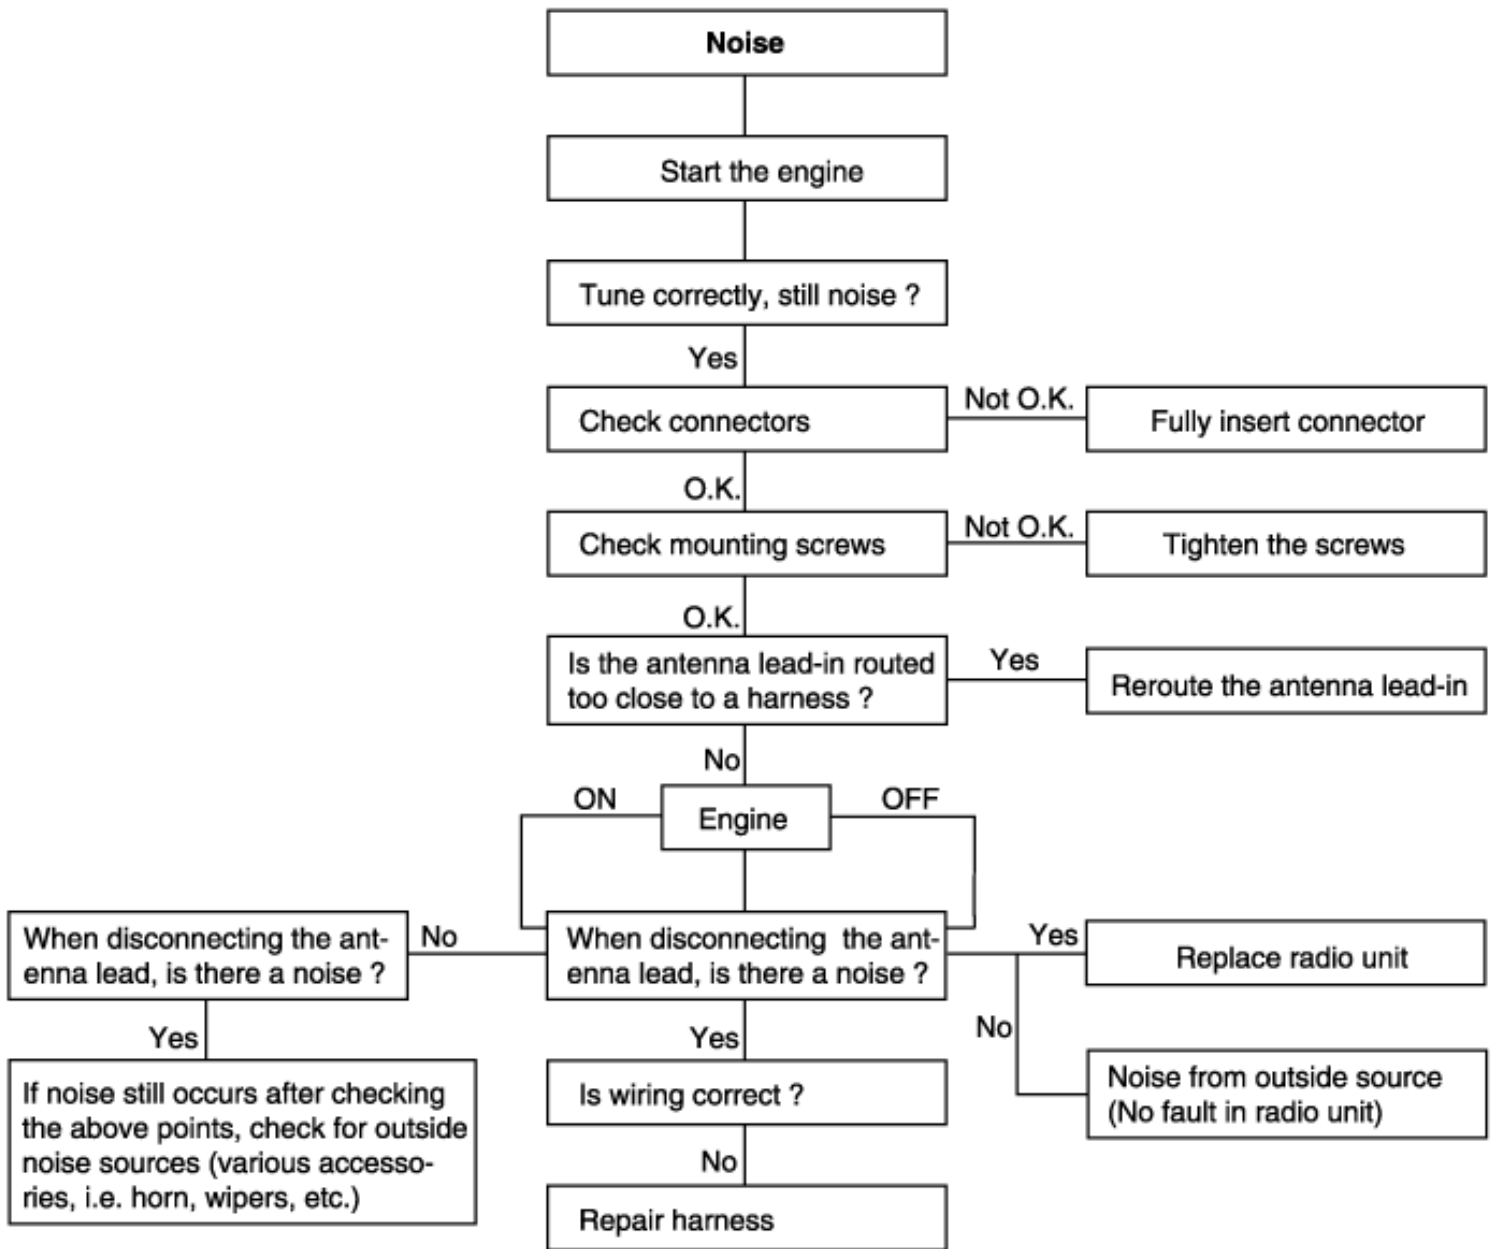 Noise
Start the engine
Tune correctly, still noise ?
Yes
Check connectors
Not O.K.
Fully insert connector
O.K.
Check mounting screws
Not O.K.
Tighten the screws
O.K.
Is the antenna lead-in routed
too close to a harness ?
Yes
Reroute the antenna lead-in
No
ON
Engine
OFF
When disconnecting the ant-
enna lead, is there a noise ?
No
When disconnecting the ant-
enna lead, is there a noise ?
Yes
Replace radio unit
No
Noise from outside source
(No fault in radio unit)
Yes
If noise still occurs after checking
the above points, check for outside
noise sources (various accesso-
ries, i.e. horn, wipers, etc.)
Yes
Is wiring correct ?
No
Repair harness